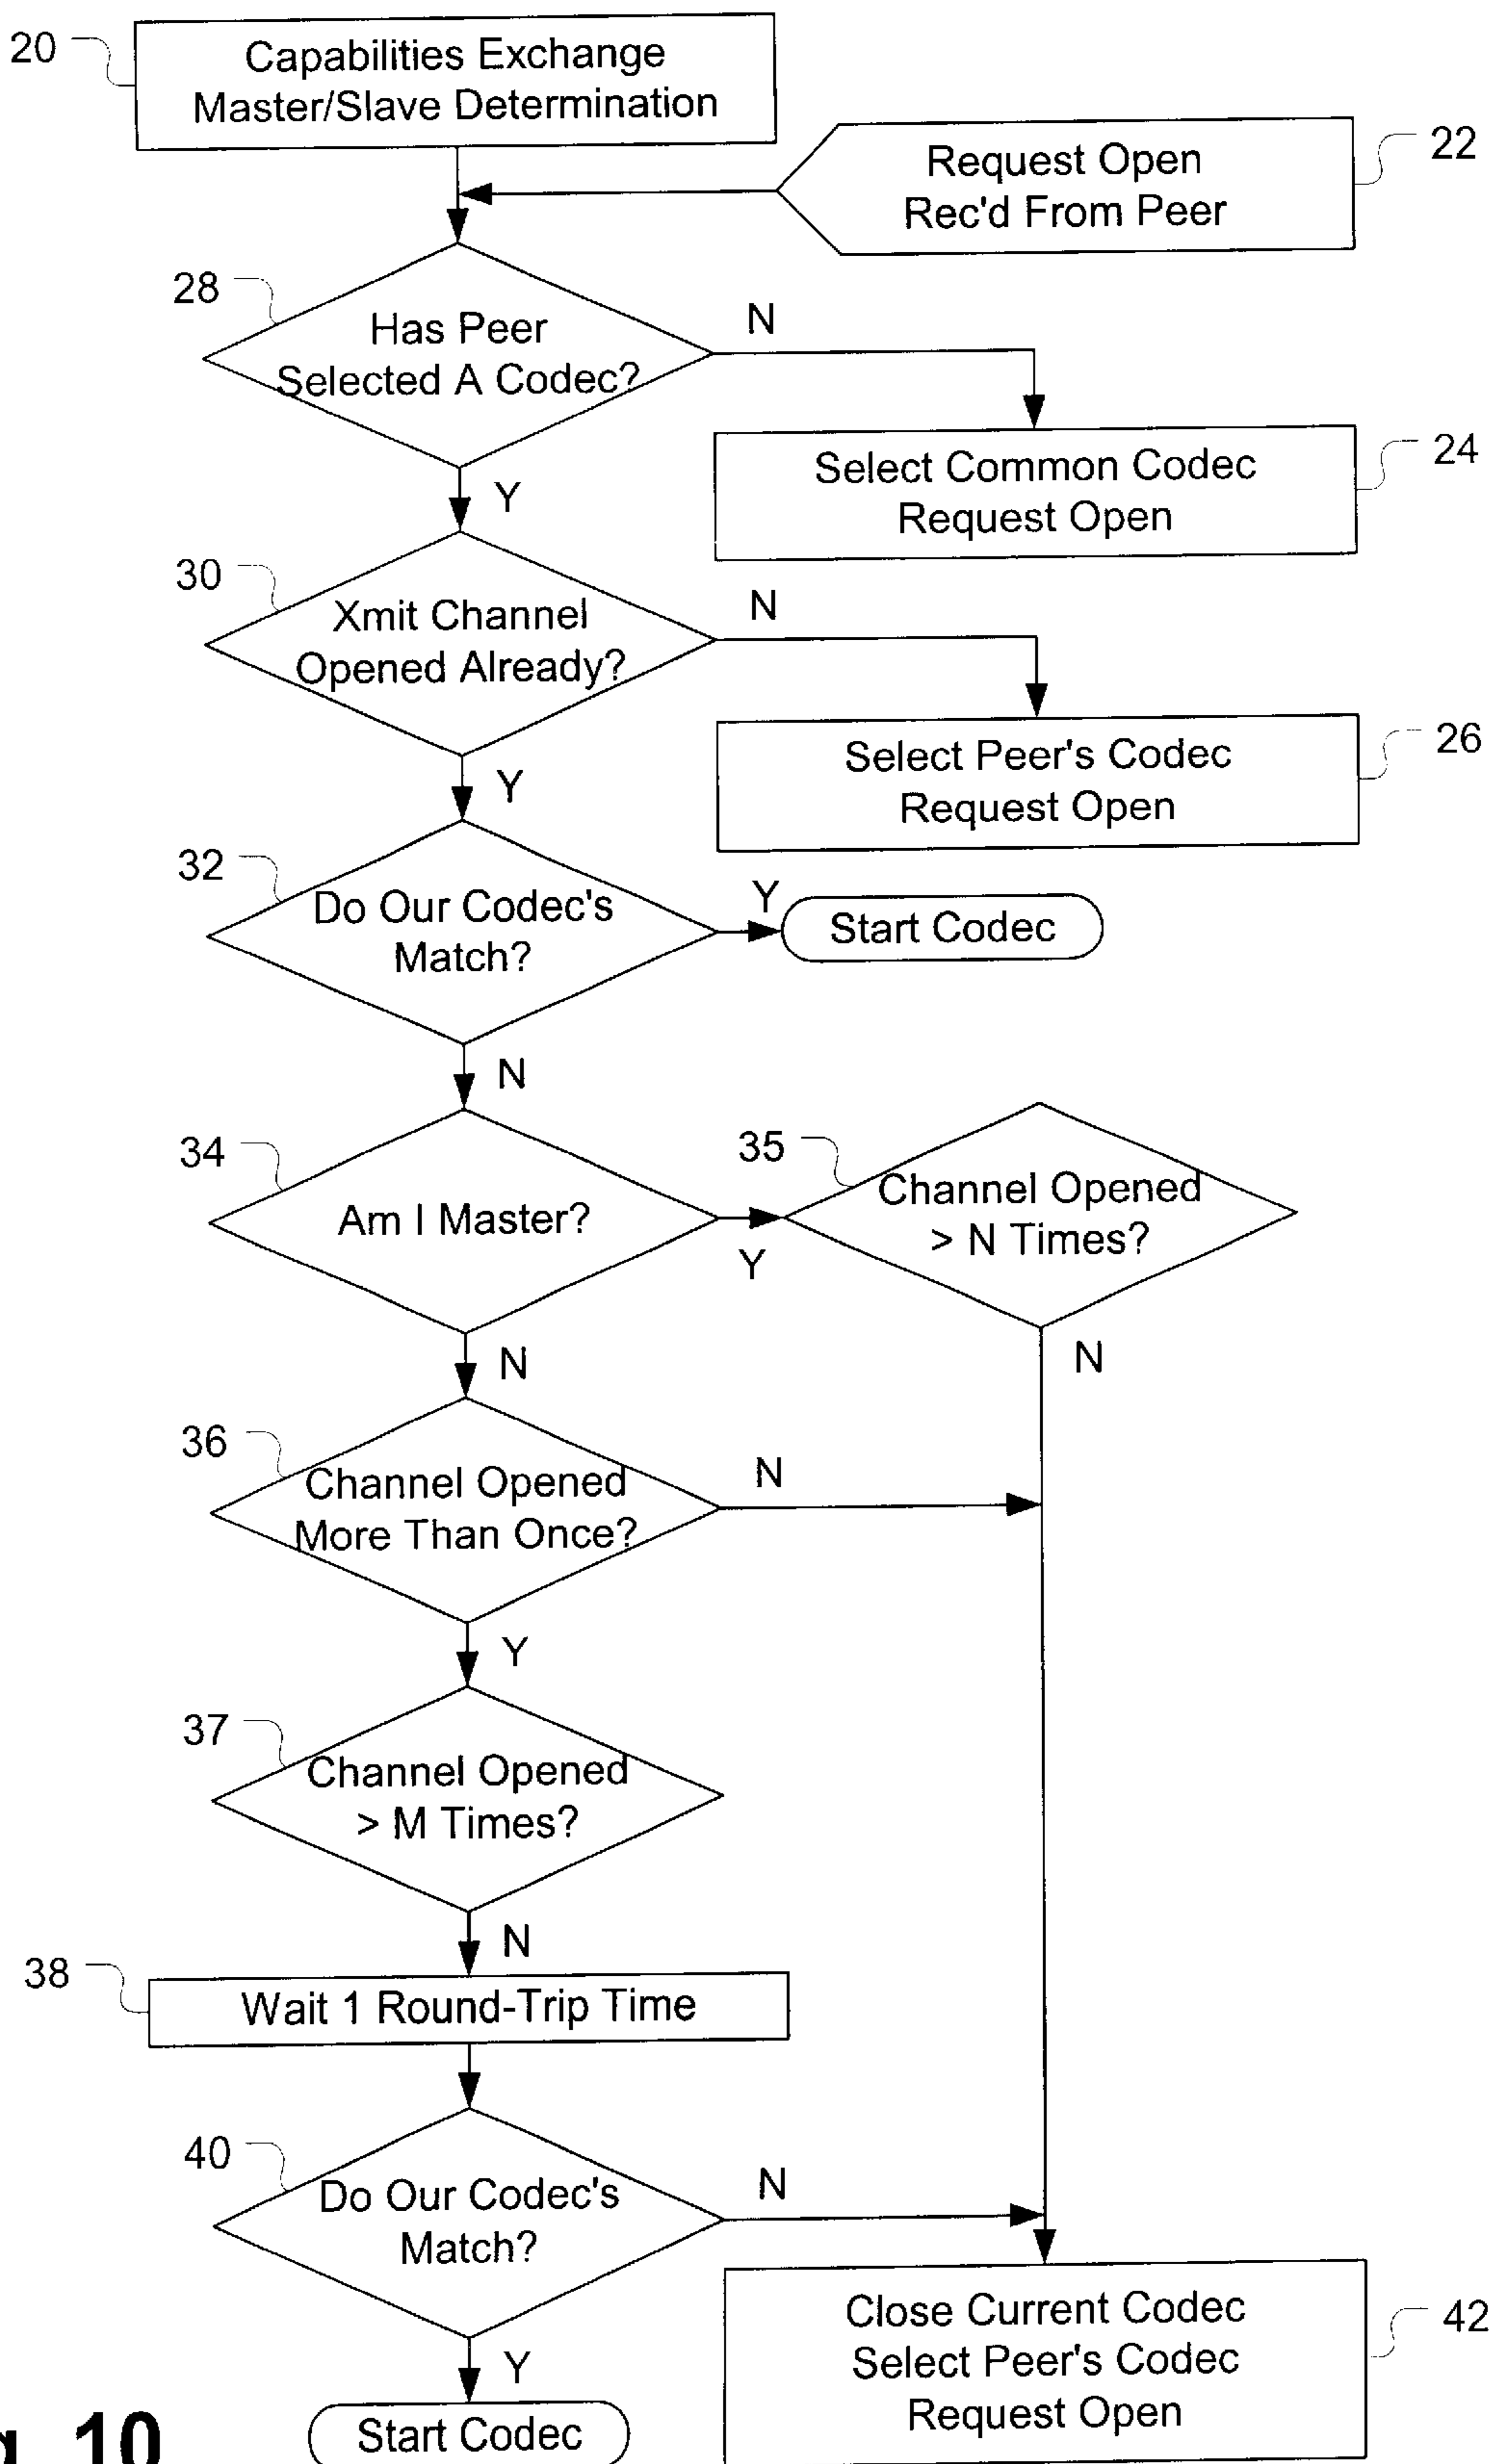 20
Capabilities Exchange
Master/Slave Determination
Request Open
Rec'd From Peer
22
28
Has Peer
Selected A Codec?
N
Select Common Codec
Request Open
24
Y
30
Xmit Channel
Opened Already?
N
Select Peer's Codec
Request Open
26
Y
32
Do Our Codec's
Match?
Y
Start Codec
N
34
Am I Master?
Y
35
Channel Opened
> N Times?
N
N
36
Channel Opened
More Than Once?
N
Y
37
Channel Opened
> M Times?
N
38
Wait 1 Round-Trip Time
40
Do Our Codec's
Match?
N
Close Current Codec
Select Peer's Codec
Request Open
42
Y
Start Codec
10